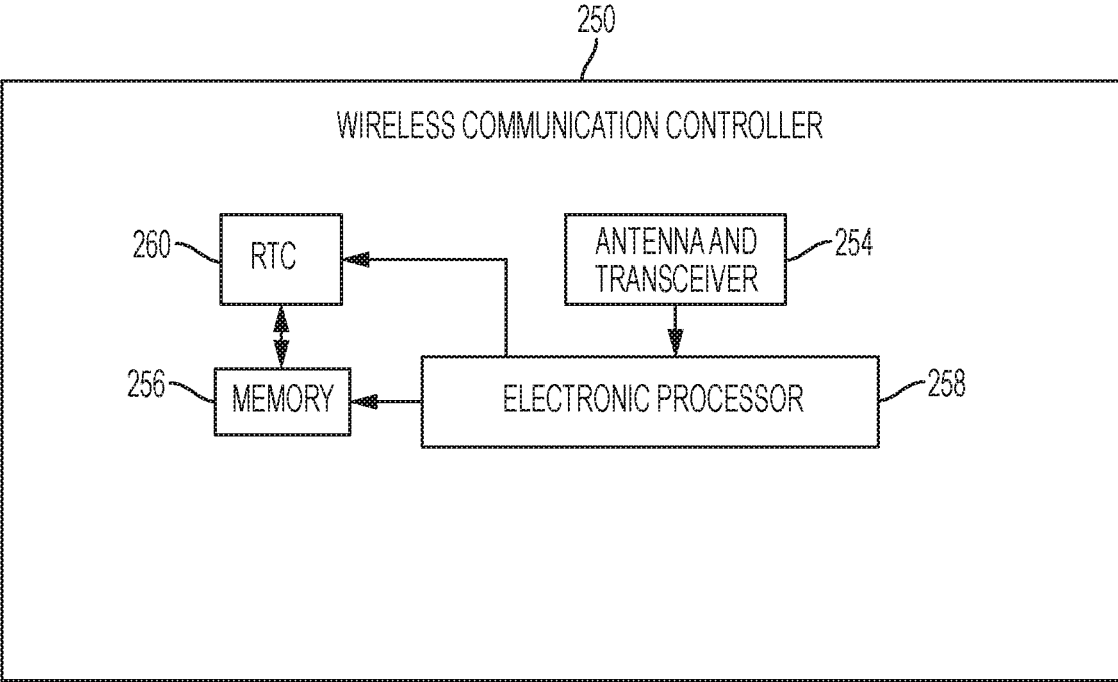 250
WIRELESS COMMUNICATION CONTROLLER
260
RTC
ANTENNA AND
TRANSCEIVER
254
256
MEMORY
ELECTRONIC PROCESSOR
258